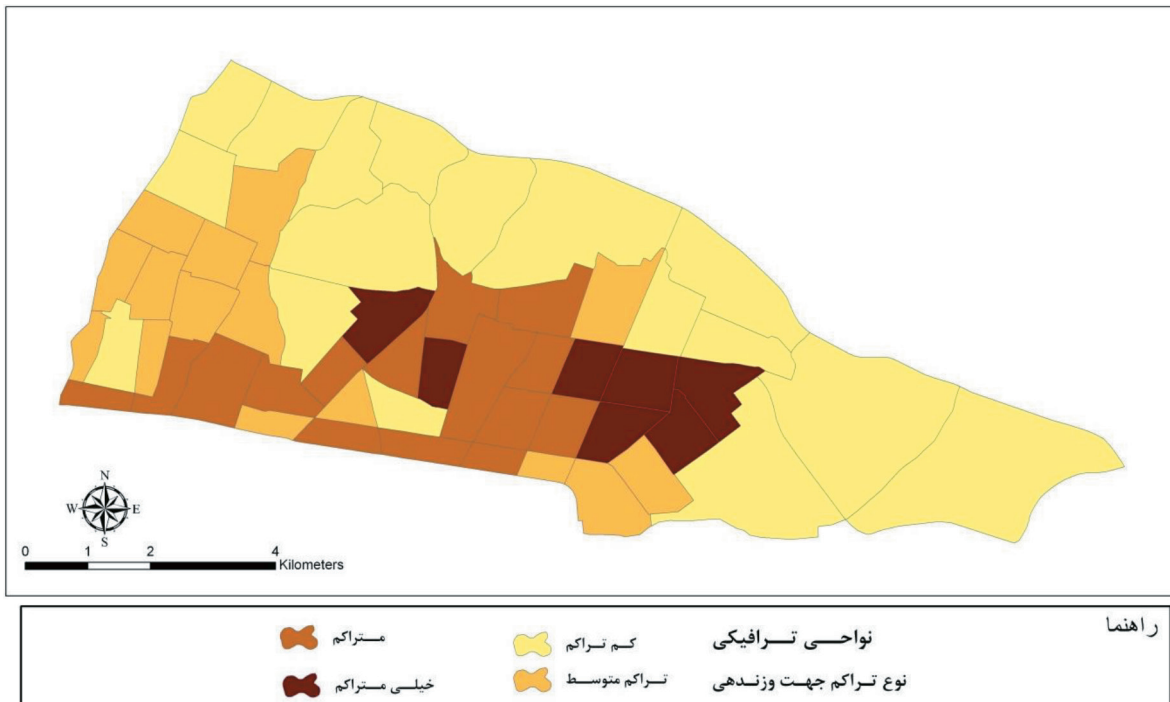 N
W E
S
0 1 2 4
Kilometers
راهنما
نواحی ترافیکی
نوع تراکم جهت وزندهی
کم تراکم
تراکم متوسط
متراکم
خیلی متراکم